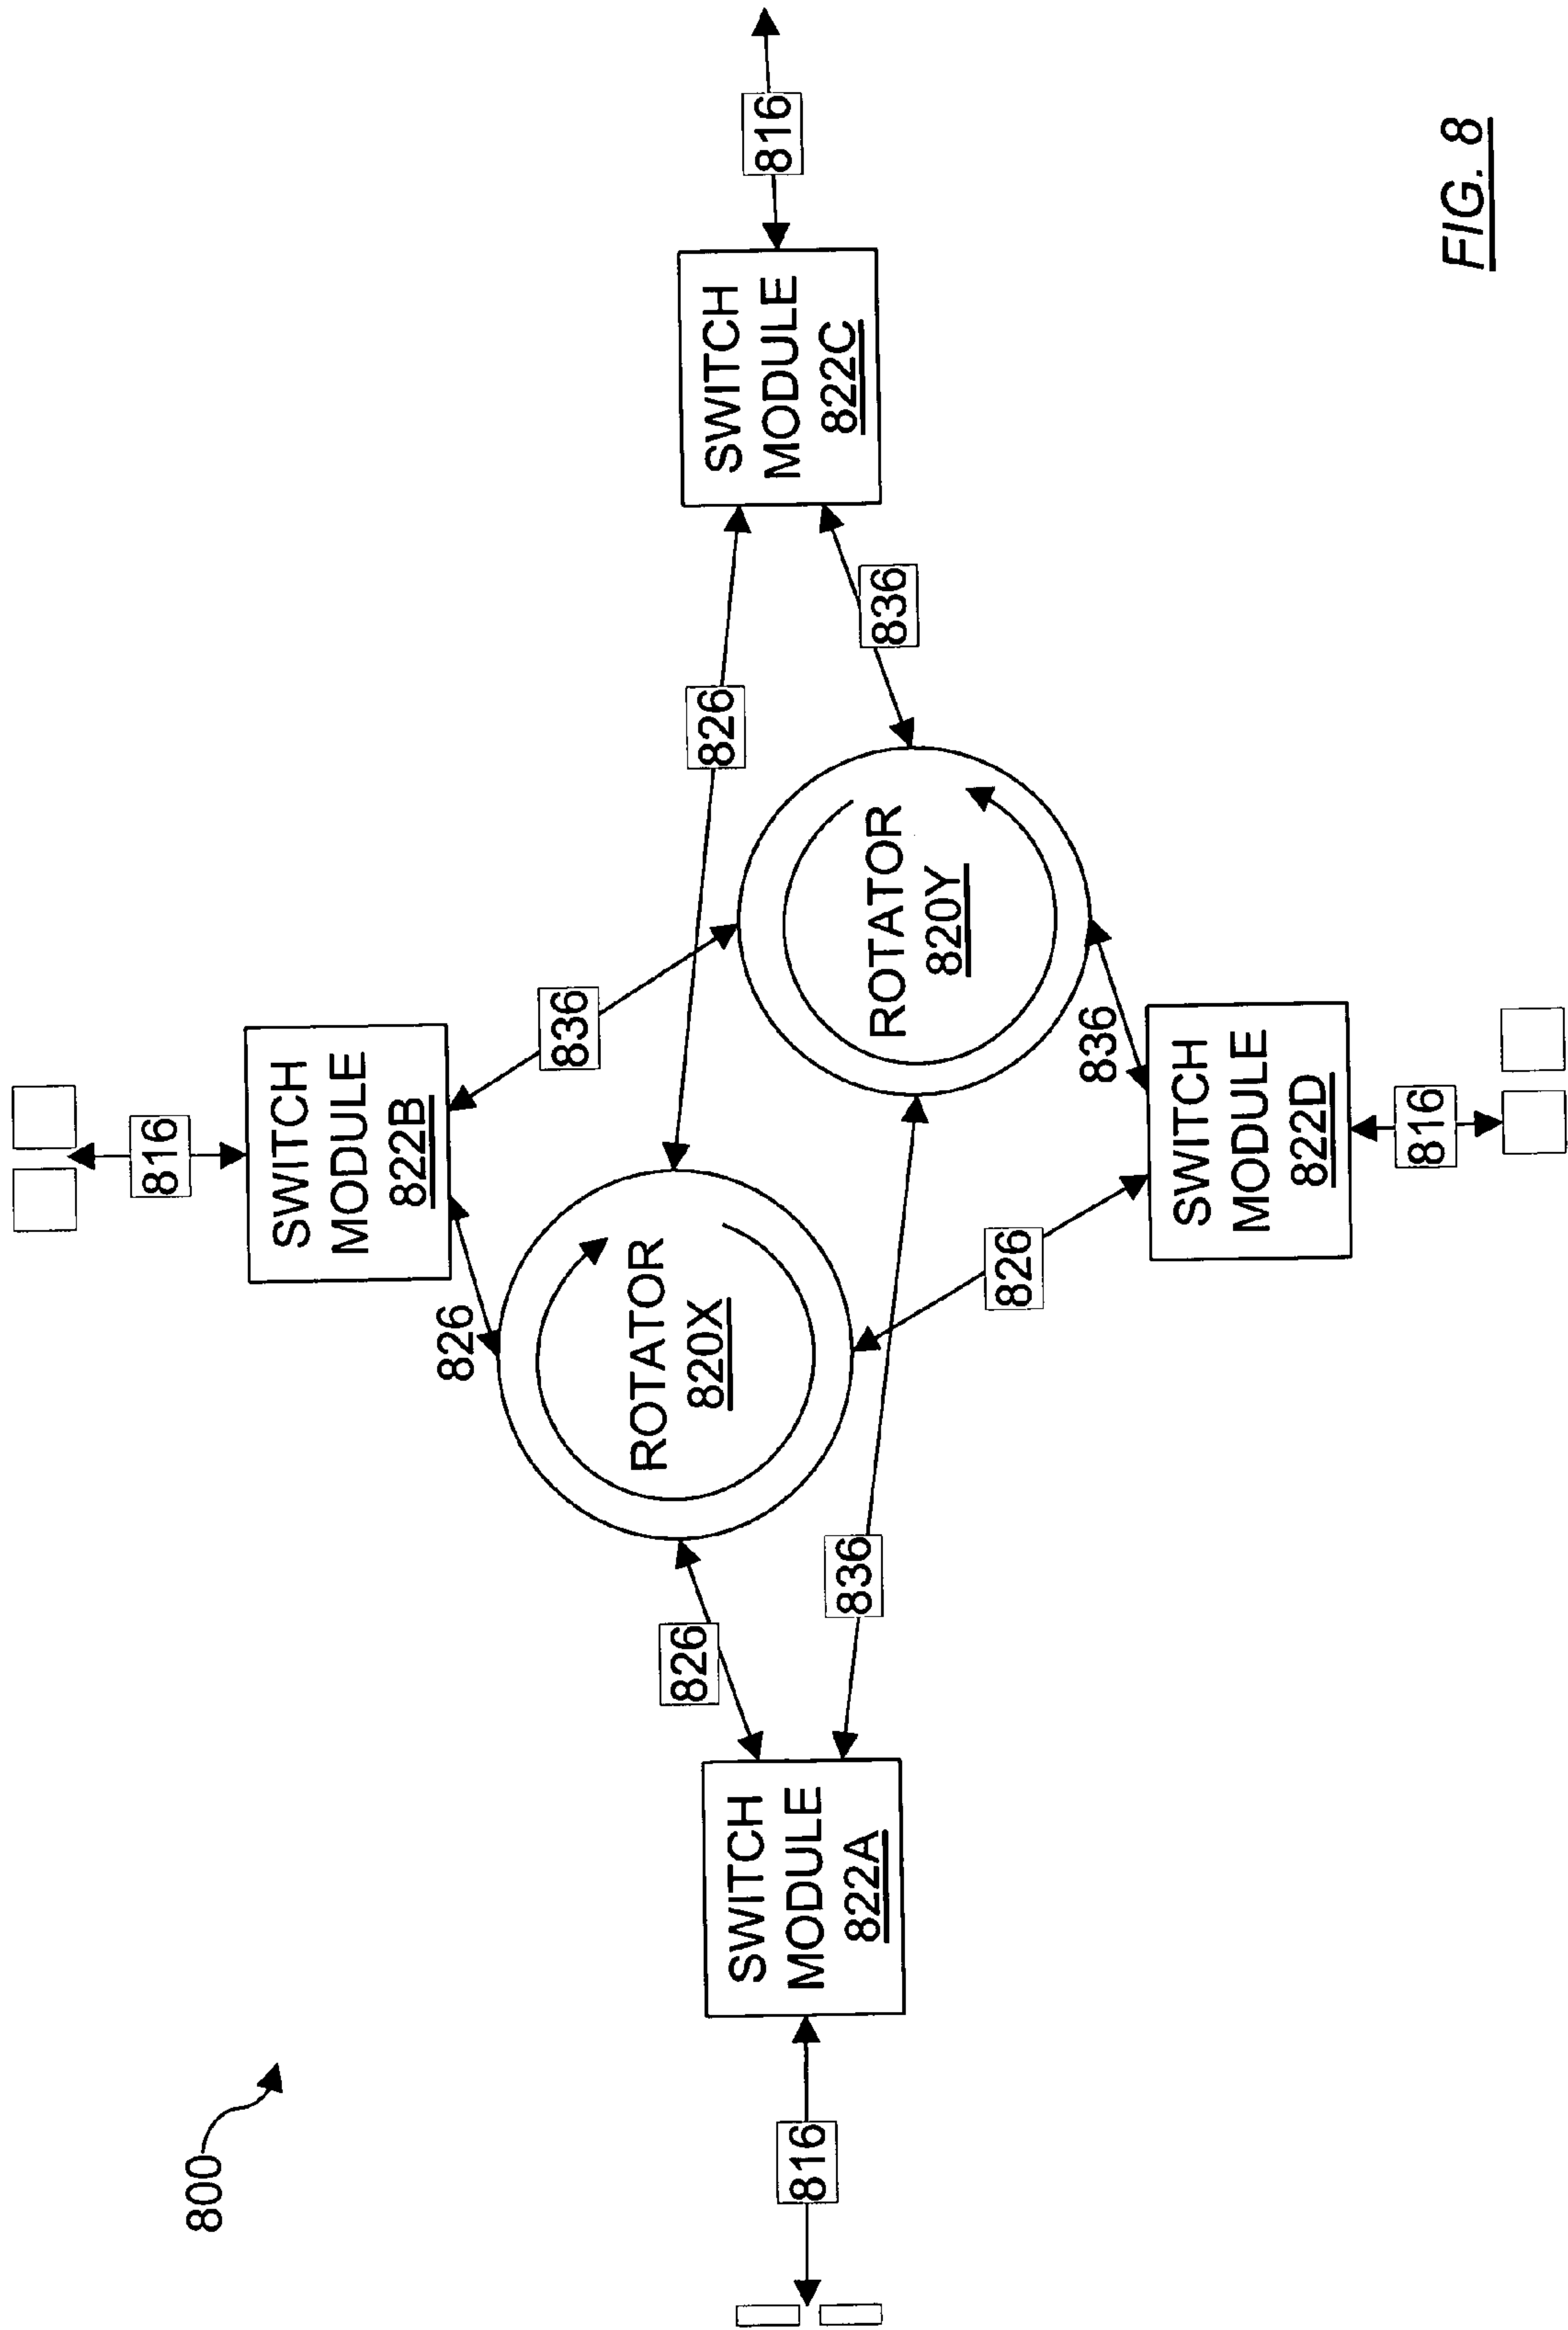 800
816
SWITCH
MODULE
822B
826
836
816
SWITCH
MODULE
822A
826
ROTATOR
820X
826
SWITCH
MODULE
822C
816
836
826
ROTATOR
820Y
836
836
SWITCH
MODULE
822D
816
FIG. 8